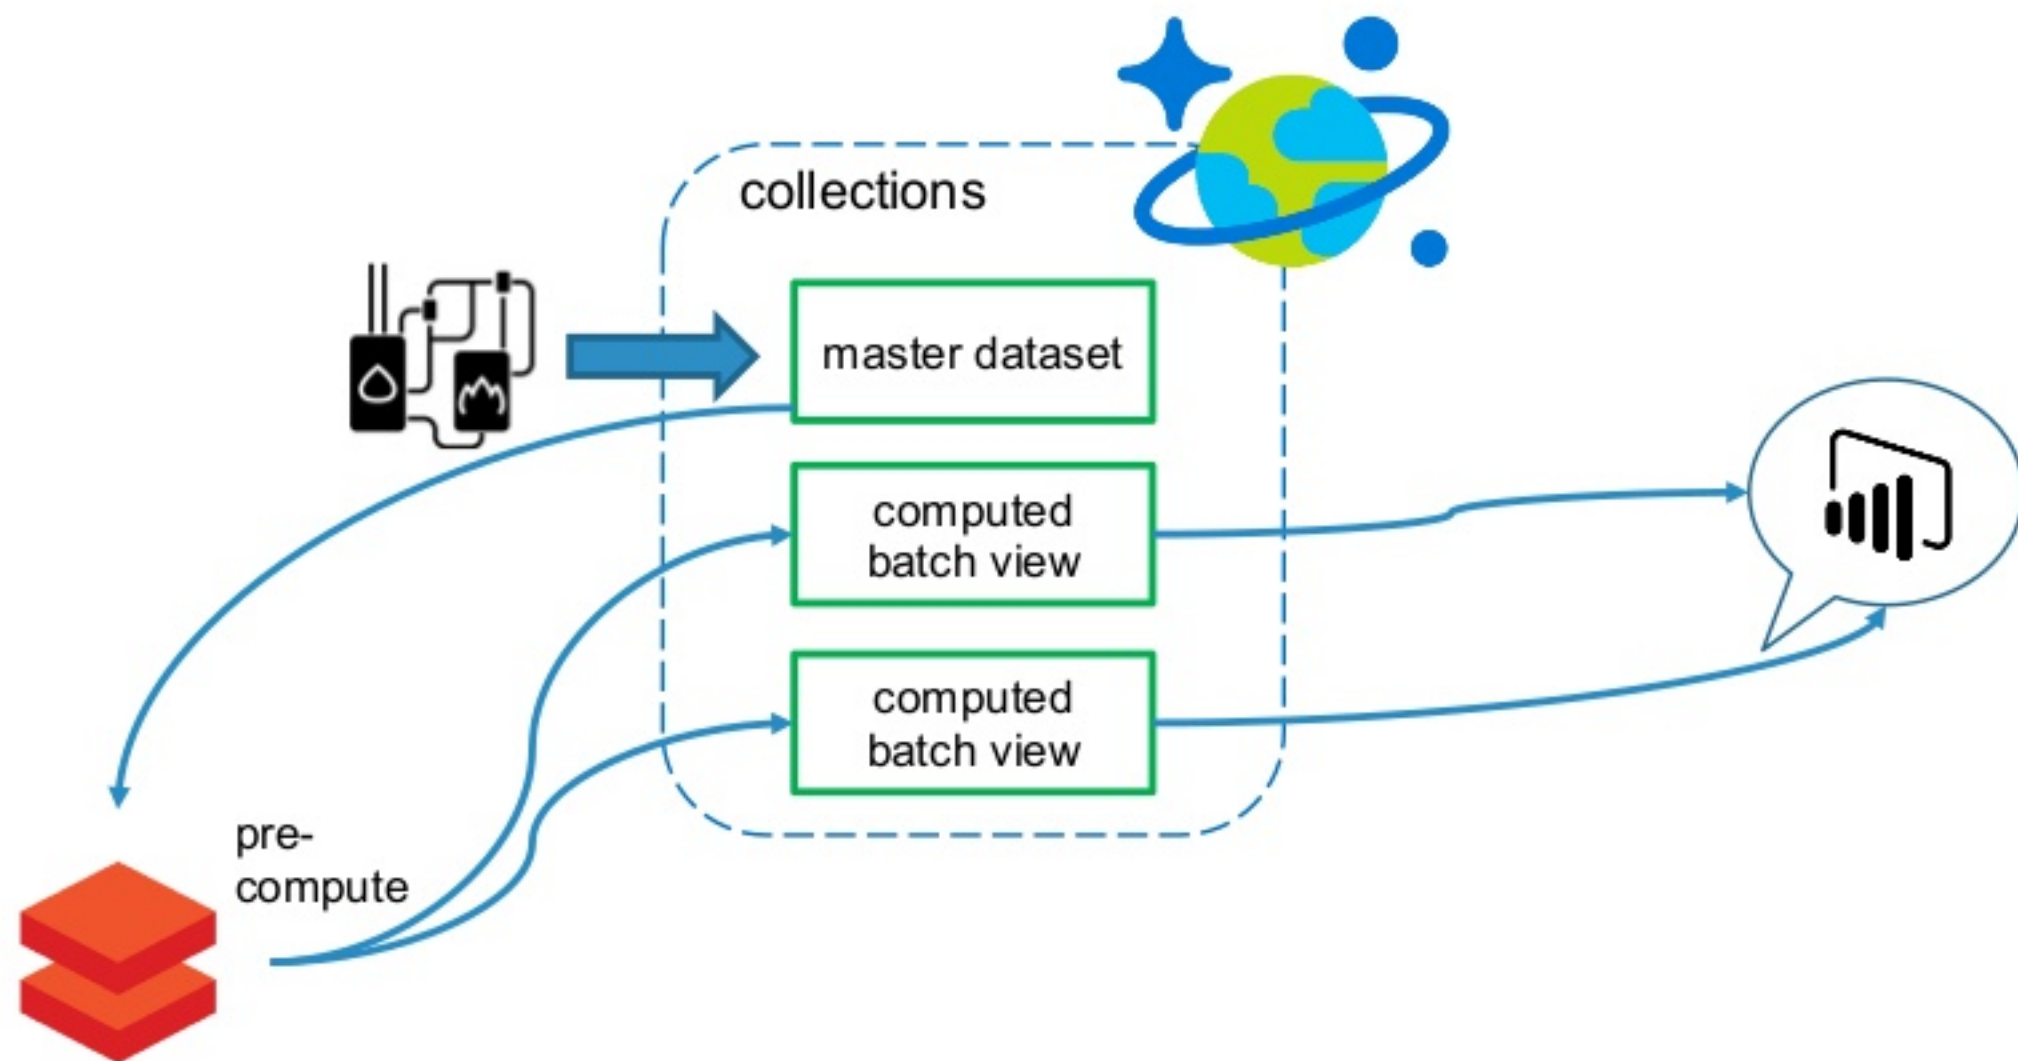 collections
master dataset
computed
batch view
computed
batch view
pre-
compute